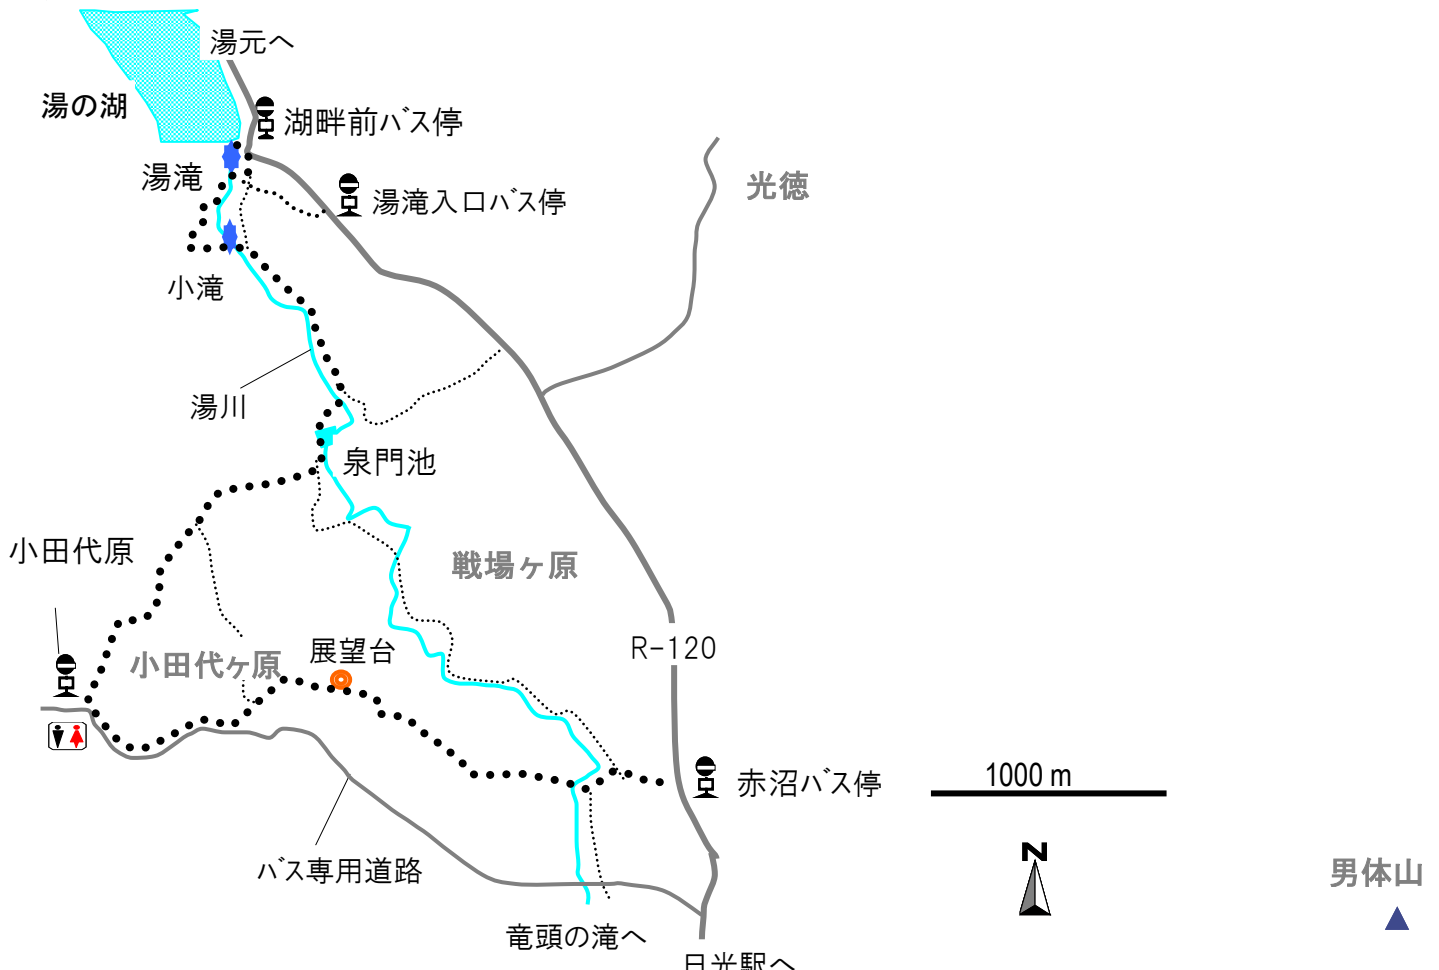 湯元へ
湯の湖
湖畔前バス停
湯滝
湯滝入口バス停
光徳
小滝
湯川
泉門池
小田代原
戦場ヶ原
小田代ヶ原
展望台
R-120
赤沼バス停
1000 m
バス専用道路
N
男体山
竜頭の滝へ
日光駅へ